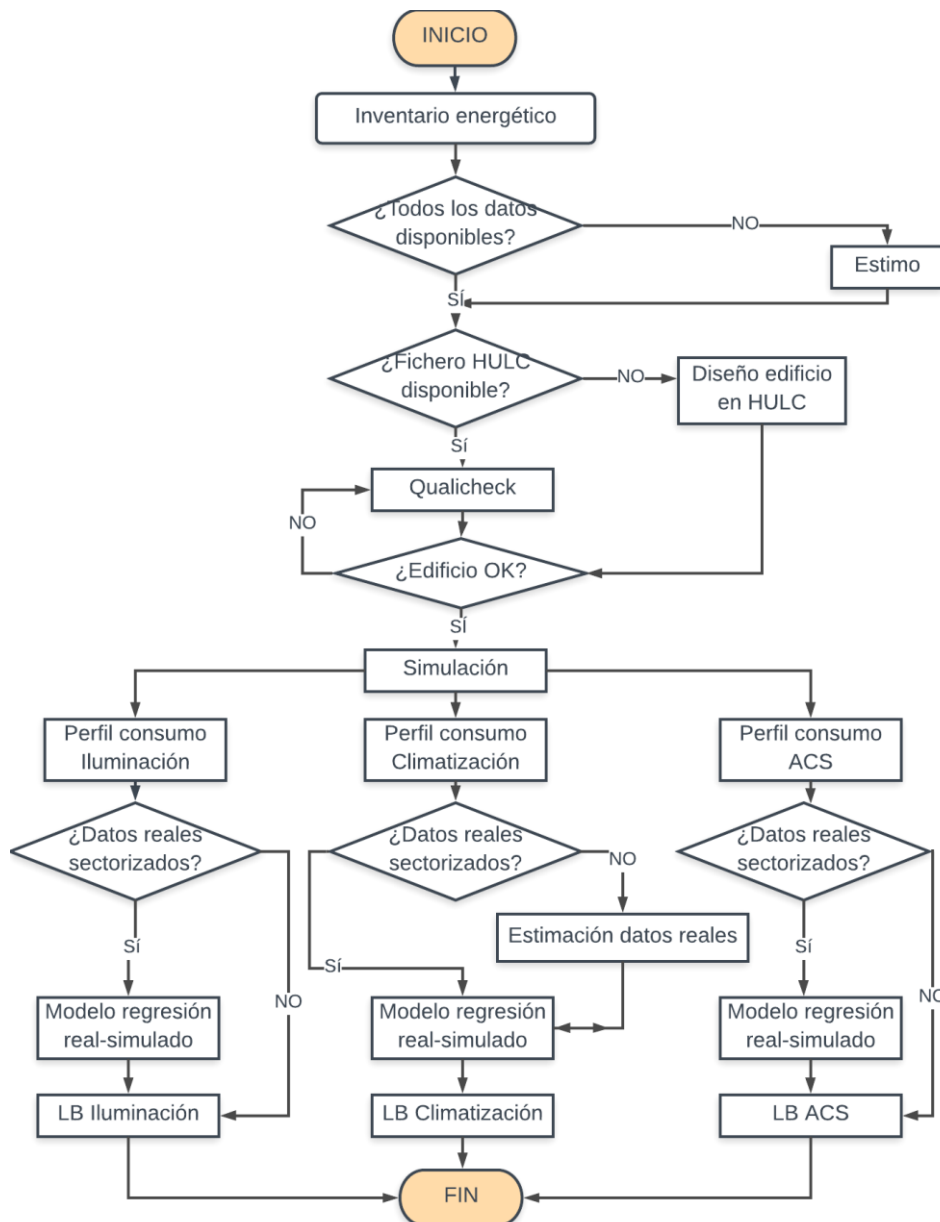 INICIO
Inventario energético
¿Todos los datos
disponibles?
NO
Estimo
SÍ
¿Fichero HULC
disponible?
NO
Diseño edificio
en HULC
Sí
Qualicheck
NO
¿Edificio OK?
SÍ
Simulación
Perfil consumo
Iluminación
Perfil consumo
Climatización
Perfil consumo
ACS
¿Datos reales
sectorizados?
¿Datos reales
sectorizados?
¿Datos reales
sectorizados?
NO
Estimación datos reales
Sí
Sí
Sí
NO
NO
Modelo regresión
real-simulado
Modelo regresión
real-simulado
Modelo regresión
real-simulado
LB Iluminación
LB Climatización
LB ACS
FIN